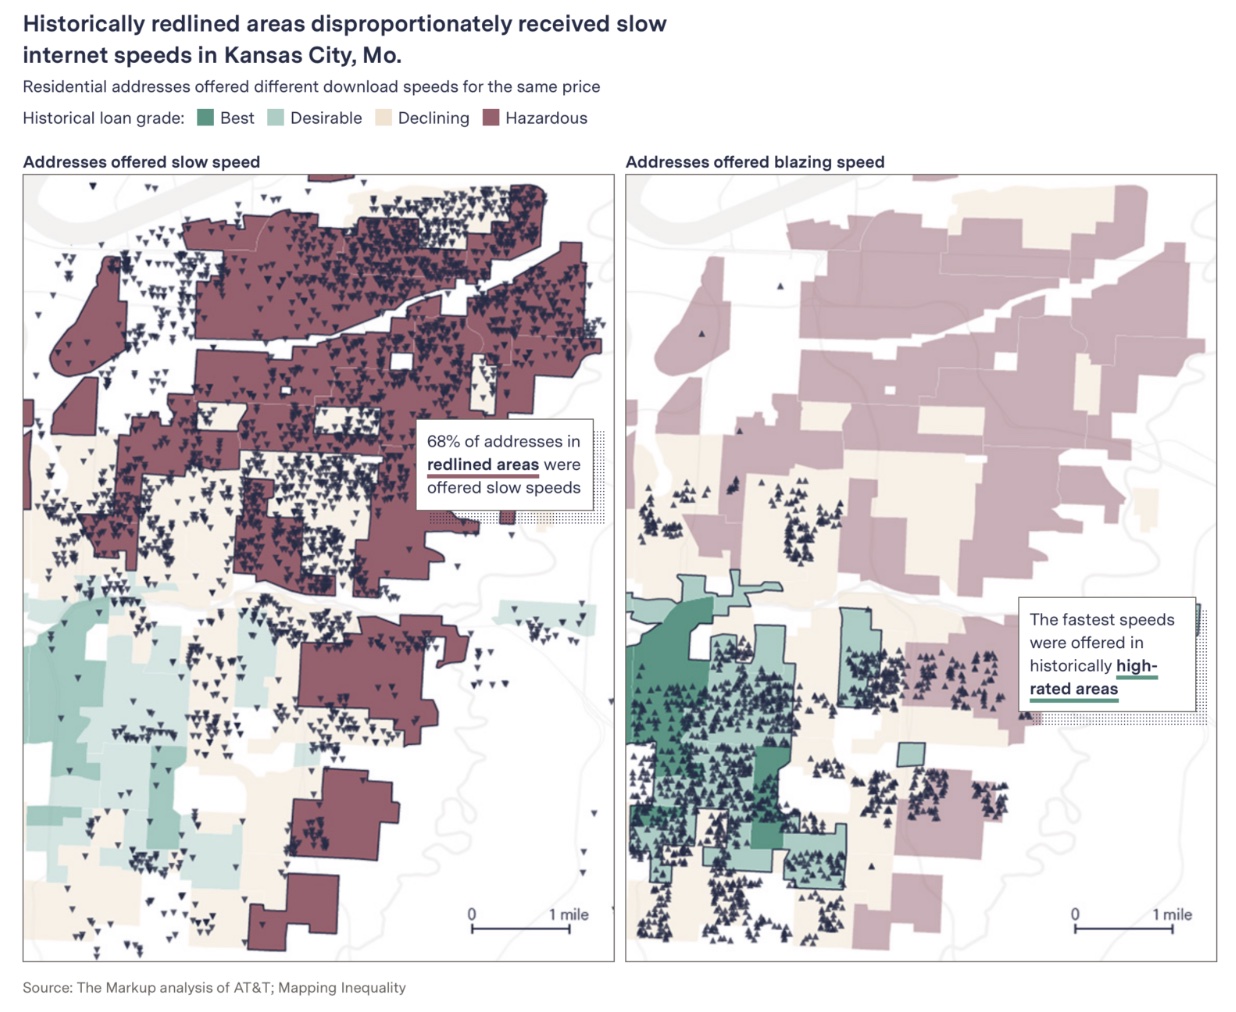 Historically redlined areas disproportionately received slow
internet speeds in Kansas City, Mo.
Residential addresses offered different download speeds for the same price
Historical loan grade: Best Desirable Declining Hazardous
Addresses offered slow speed
68% of addresses in
redlined areas were
offered slow speeds
0 1 mile
Addresses offered blazing speed
The fastest speeds
were offered in
historically high-
rated areas
0 1 mile
Source: The Markup analysis of AT&T; Mapping Inequality